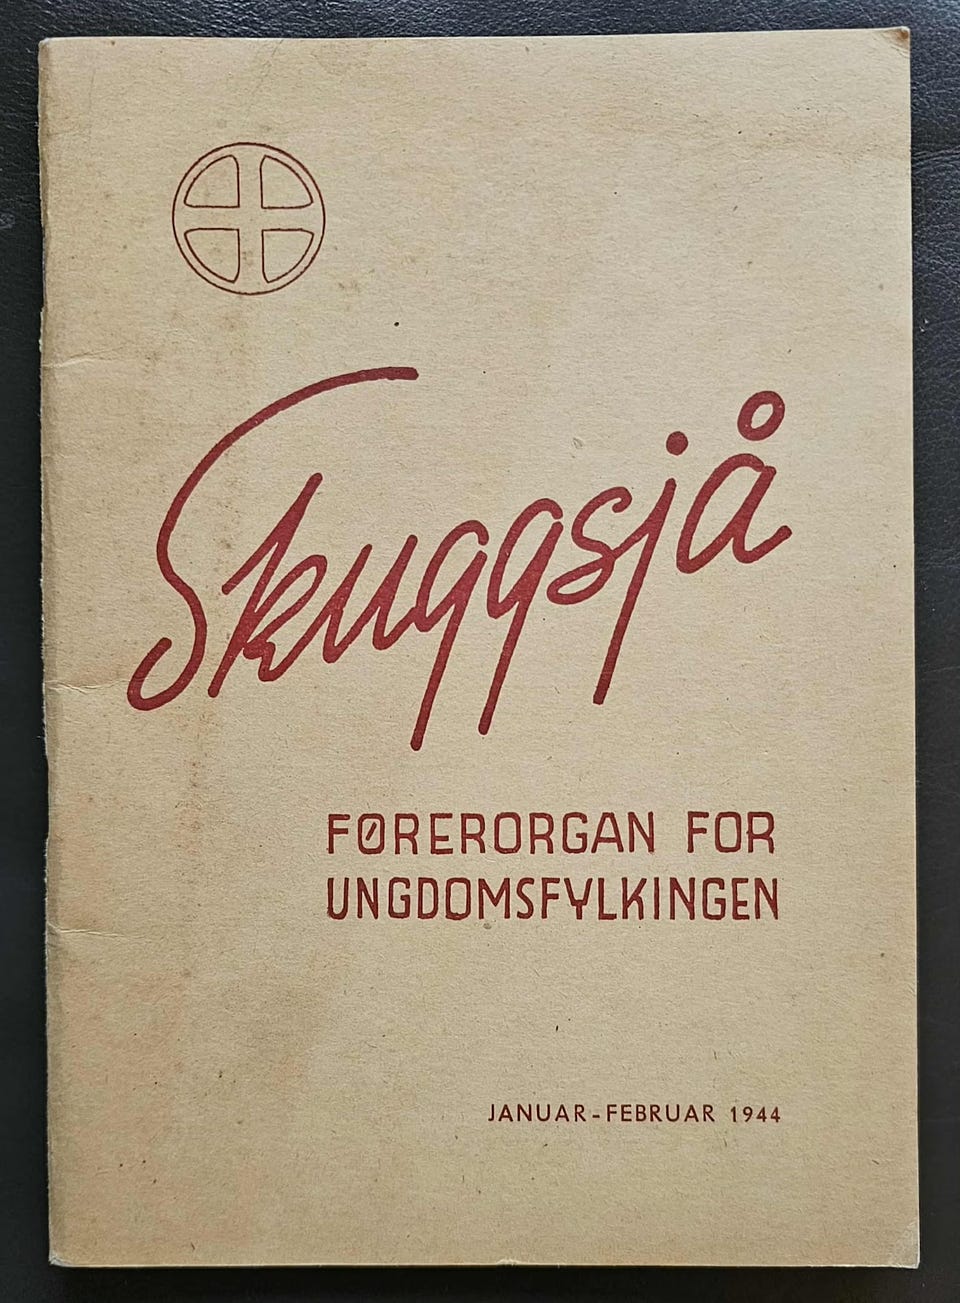 Skuggsjå
FØRERORGAN FOR
UNGDOMSFYLKINGEN
JANUAR-FEBRUAR 1944